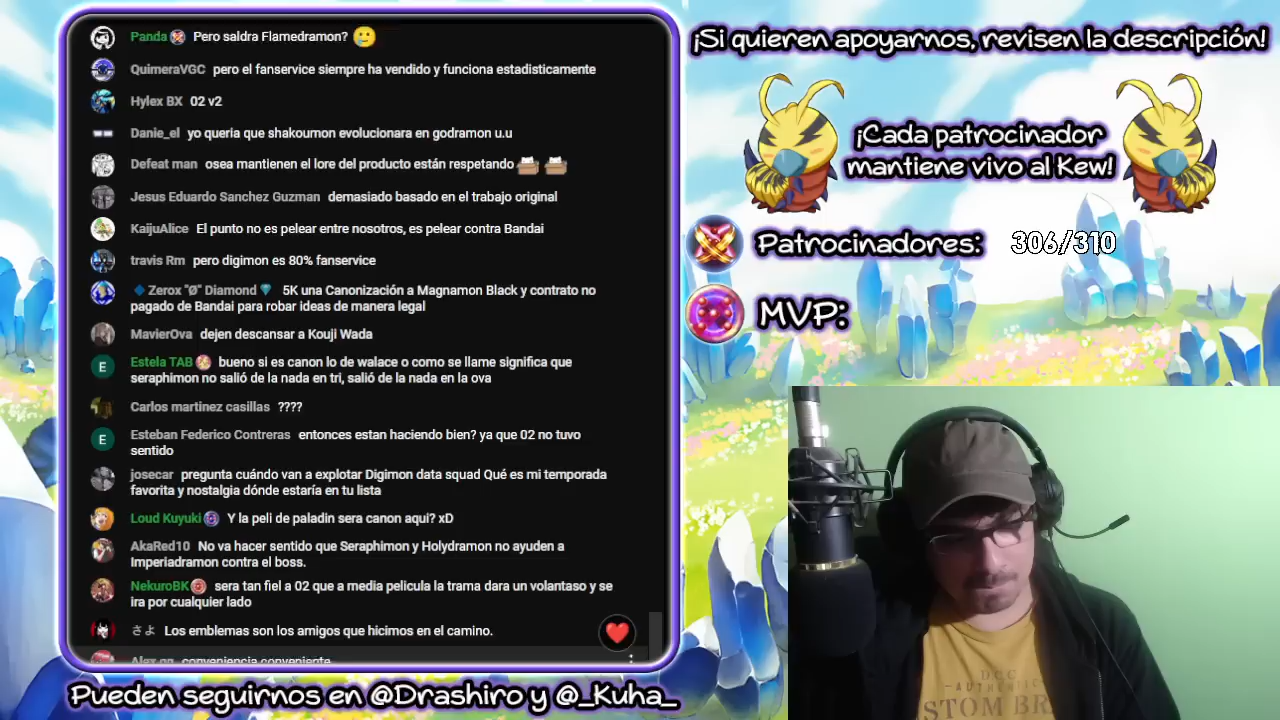 Panda Pero saldra Flamedramon?
QuimeraVGC pero el fanservice siempre ha vendido y funciona estadisticamente
Hylex BX 02 v2
Danie_el yo queria que shakoumon evolucionara en godramon u.u
Defeat man osea mantienen el lore del producto están respetando
Jesus Eduardo Sanchez Guzman demasiado basado en el trabajo original
KaijuAlice El punto no es pelear entre nosotros, es pelear contra Bandai
travis Rm pero digimon es 80% fanservice
Zerox "Ø" Diamond 5K una Canonización a Magnamon Black y contrato no
pagado de Bandai para robar ideas de manera legal
MavierOva dejen descansar a Kouji Wada
Estela TAB bueno si es canon lo de walace o como se llame significa que
seraphimon no salió de la nada en tri, salió de la nada en la ova
Carlos martinez casillas ????
Esteban Federico Contreras entonces estan haciendo bien? ya que 02 no tuvo
sentido
josecar pregunta cuándo van a explotar Digimon data squad Qué es mi temporada
favorita y nostalgia dónde estaría en tu lista
Loud Kuyuki Y la peli de paladin sera canon aqui? xD
AkaRed10 No va hacer sentido que Seraphimon y Holydramon no ayuden a
Imperiadramon contra el boss.
NekuroBK sera tan fiel a 02 que a media pelicula la trama dara un volantaso y se
ira por cualquier lado
さよ Los emblemas son los amigos que hicimos en el camino.
Alex gg conveniencia conveniente
Pueden seguirnos en @Drashiro y @_Kuha_
¡Si quieren apoyarnos, revisen la descripción!
¡Cada patrocinador
mantiene vivo al Kew!
Patrocinadores: 306/310
MVP:
E
E
D.C.C
AUTHENTIC
STOM BR